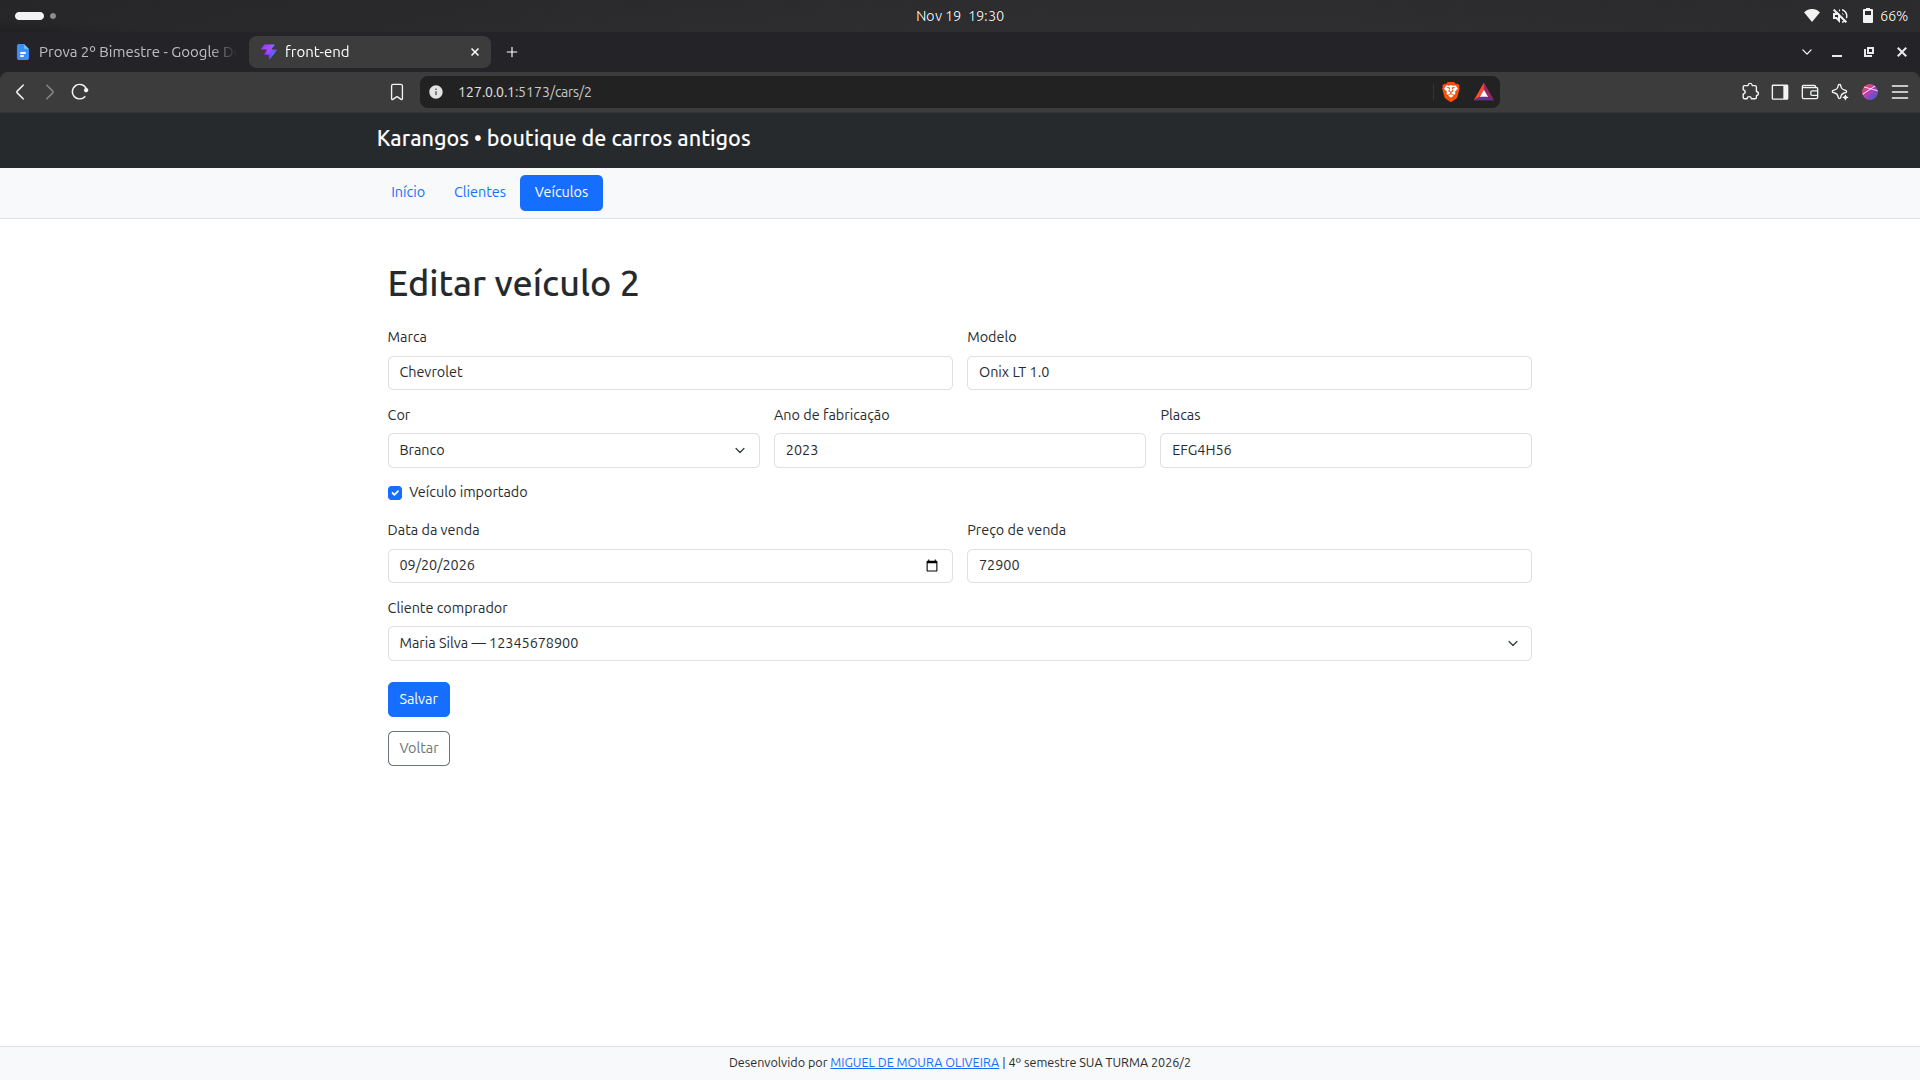 Nov 19 19:30
66%
Prova 2º Bimestre - Google D
front-end
127.0.0.1:5173/cars/2
Karangos • boutique de carros antigos
Início Clientes Veículos
Editar veículo 2
Marca Modelo
Chevrolet Onix LT 1.0
Cor Ano de fabricação Placas
Branco 2023 EFG4H56
Veículo importado
Data da venda Preço de venda
09/20/2026 72900
Cliente comprador
Maria Silva — 12345678900
Salvar
Voltar
Desenvolvido por MIGUEL DE MOURA OLIVEIRA | 4º semestre SUA TURMA 2026/2